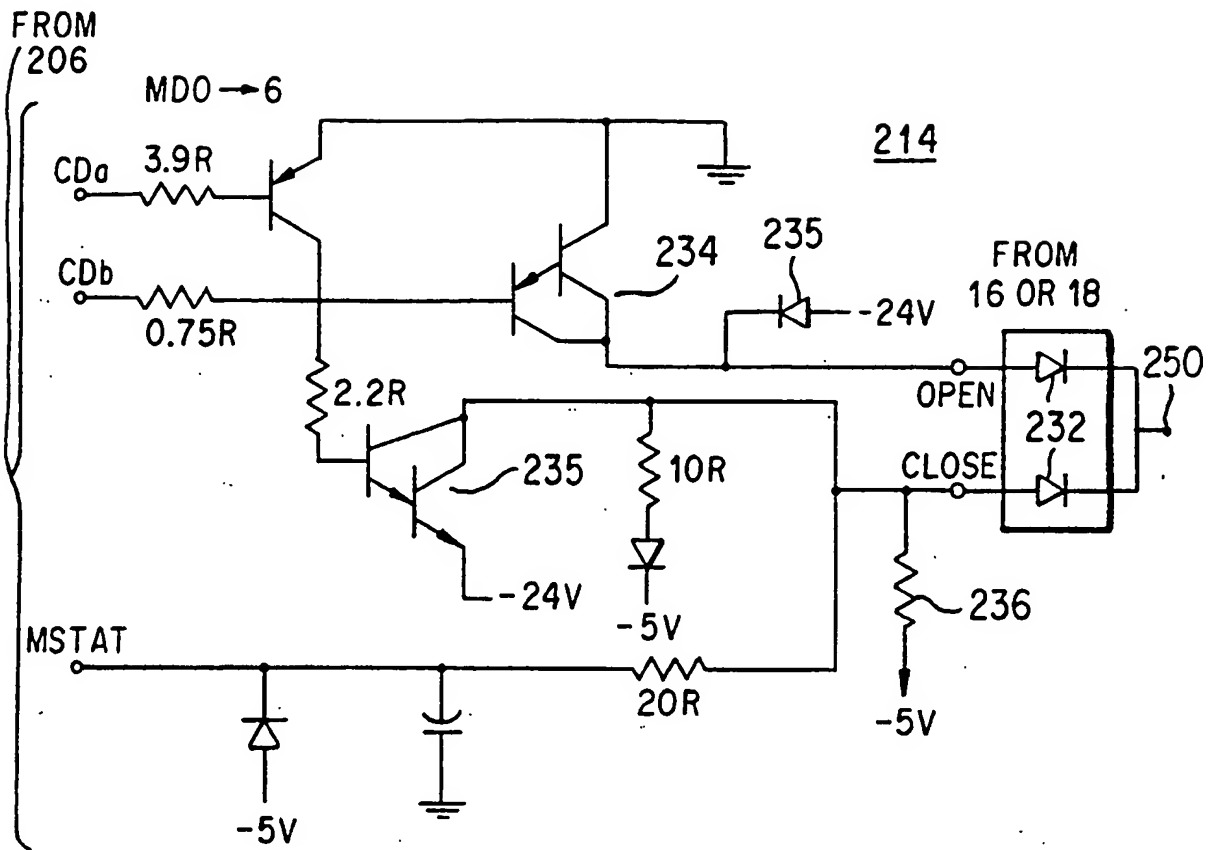 FROM
206
MDO → 6
214
CDa
3.9R
CDb
0.75R
234
235
-24V
FROM
16 OR 18
250
OPEN
232
CLOSE
2.2R
235
10R
-24V
-5V
236
-5V
MSTAT
20R
-5V